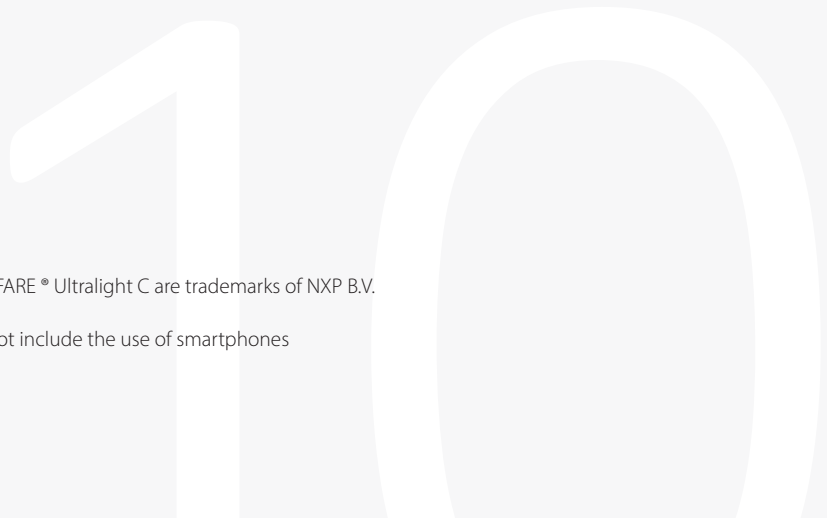 10
FARE ® Ultralight C are trademarks of NXP B.V.
ot include the use of smartphones